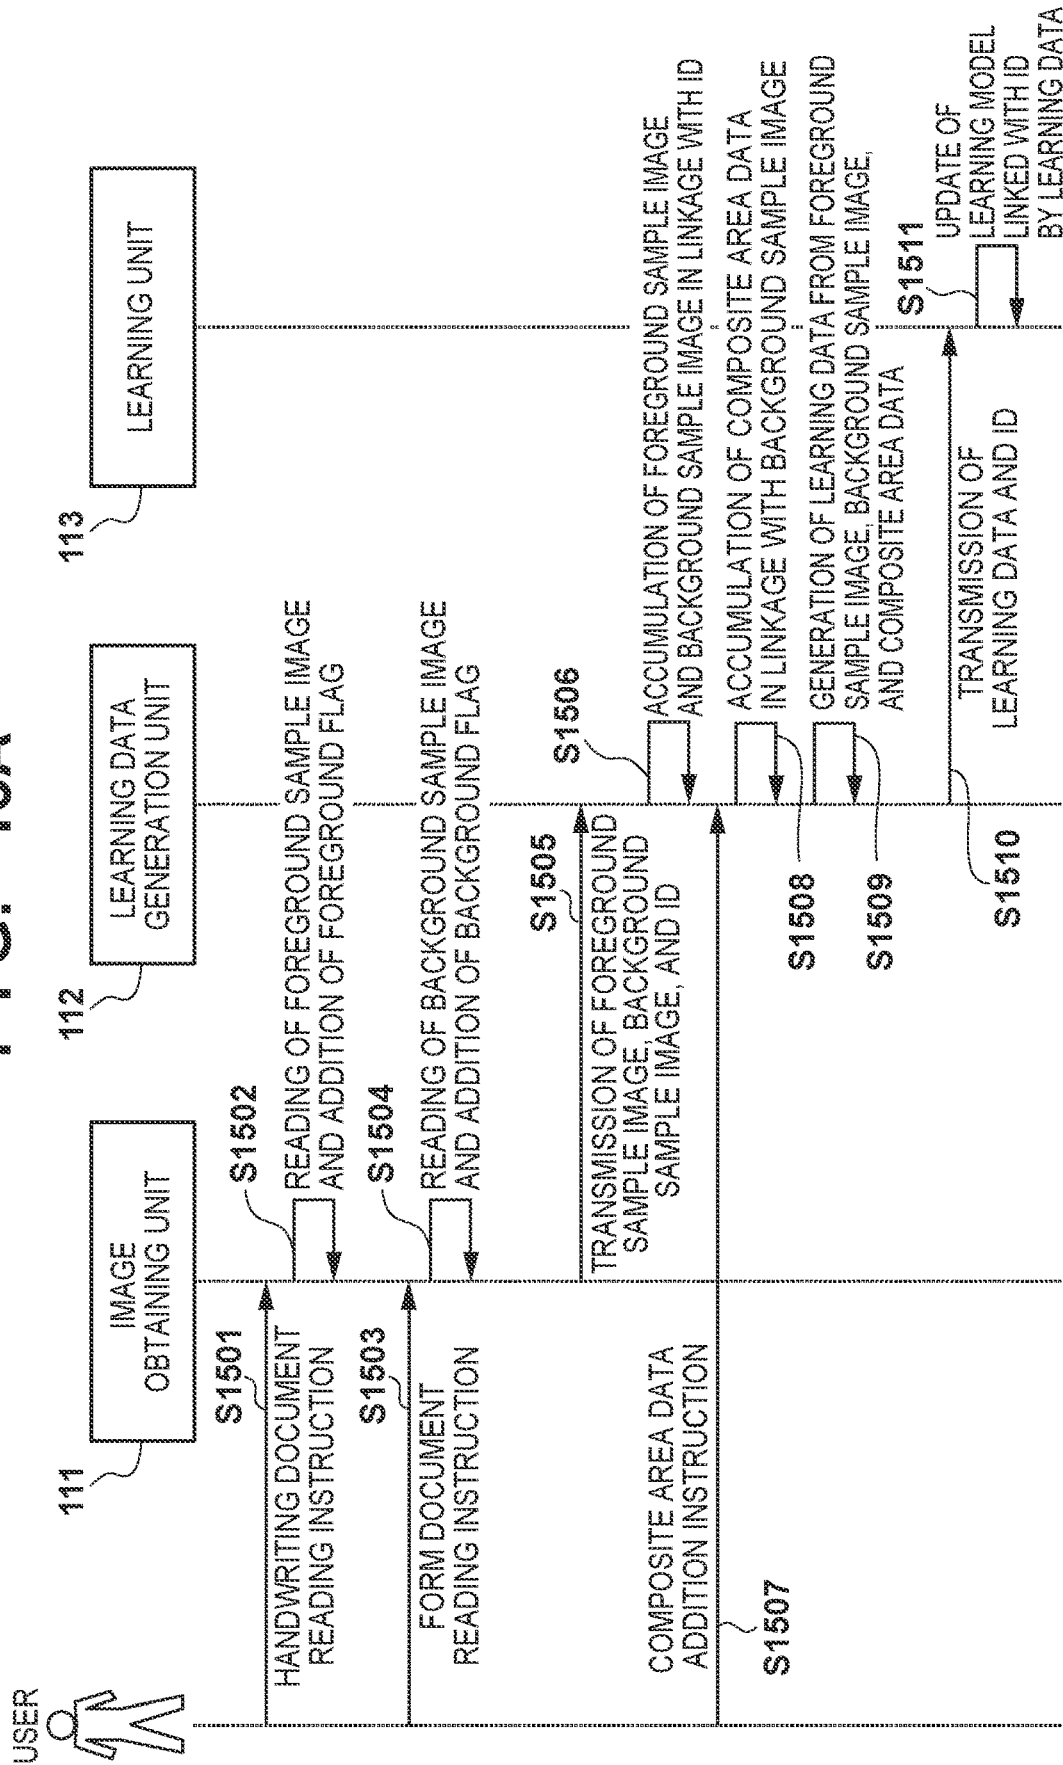 FIG. 15A
USER
111
IMAGE
OBTAINING UNIT
112
LEARNING DATA
GENERATION UNIT
113
LEARNING UNIT
S1501
HANDWRITING DOCUMENT
READING INSTRUCTION
S1502
READING OF FOREGROUND SAMPLE IMAGE
AND ADDITION OF FOREGROUND FLAG
S1503
FORM DOCUMENT
READING INSTRUCTION
S1504
READING OF BACKGROUND SAMPLE IMAGE
AND ADDITION OF BACKGROUND FLAG
S1505
TRANSMISSION OF FOREGROUND
SAMPLE IMAGE, BACKGROUND
SAMPLE IMAGE, AND ID
S1506
ACCUMULATION OF FOREGROUND SAMPLE IMAGE
AND BACKGROUND SAMPLE IMAGE IN LINKAGE WITH ID
COMPOSITE AREA DATA
ADDITION INSTRUCTION
S1507
ACCUMULATION OF COMPOSITE AREA DATA
IN LINKAGE WITH BACKGROUND SAMPLE IMAGE
S1508
GENERATION OF LEARNING DATA FROM FOREGROUND
SAMPLE IMAGE, BACKGROUND SAMPLE IMAGE,
AND COMPOSITE AREA DATA
S1509
TRANSMISSION OF
LEARNING DATA AND ID
S1510
S1511
UPDATE OF
LEARNING MODEL
LINKED WITH ID
BY LEARNING DATA